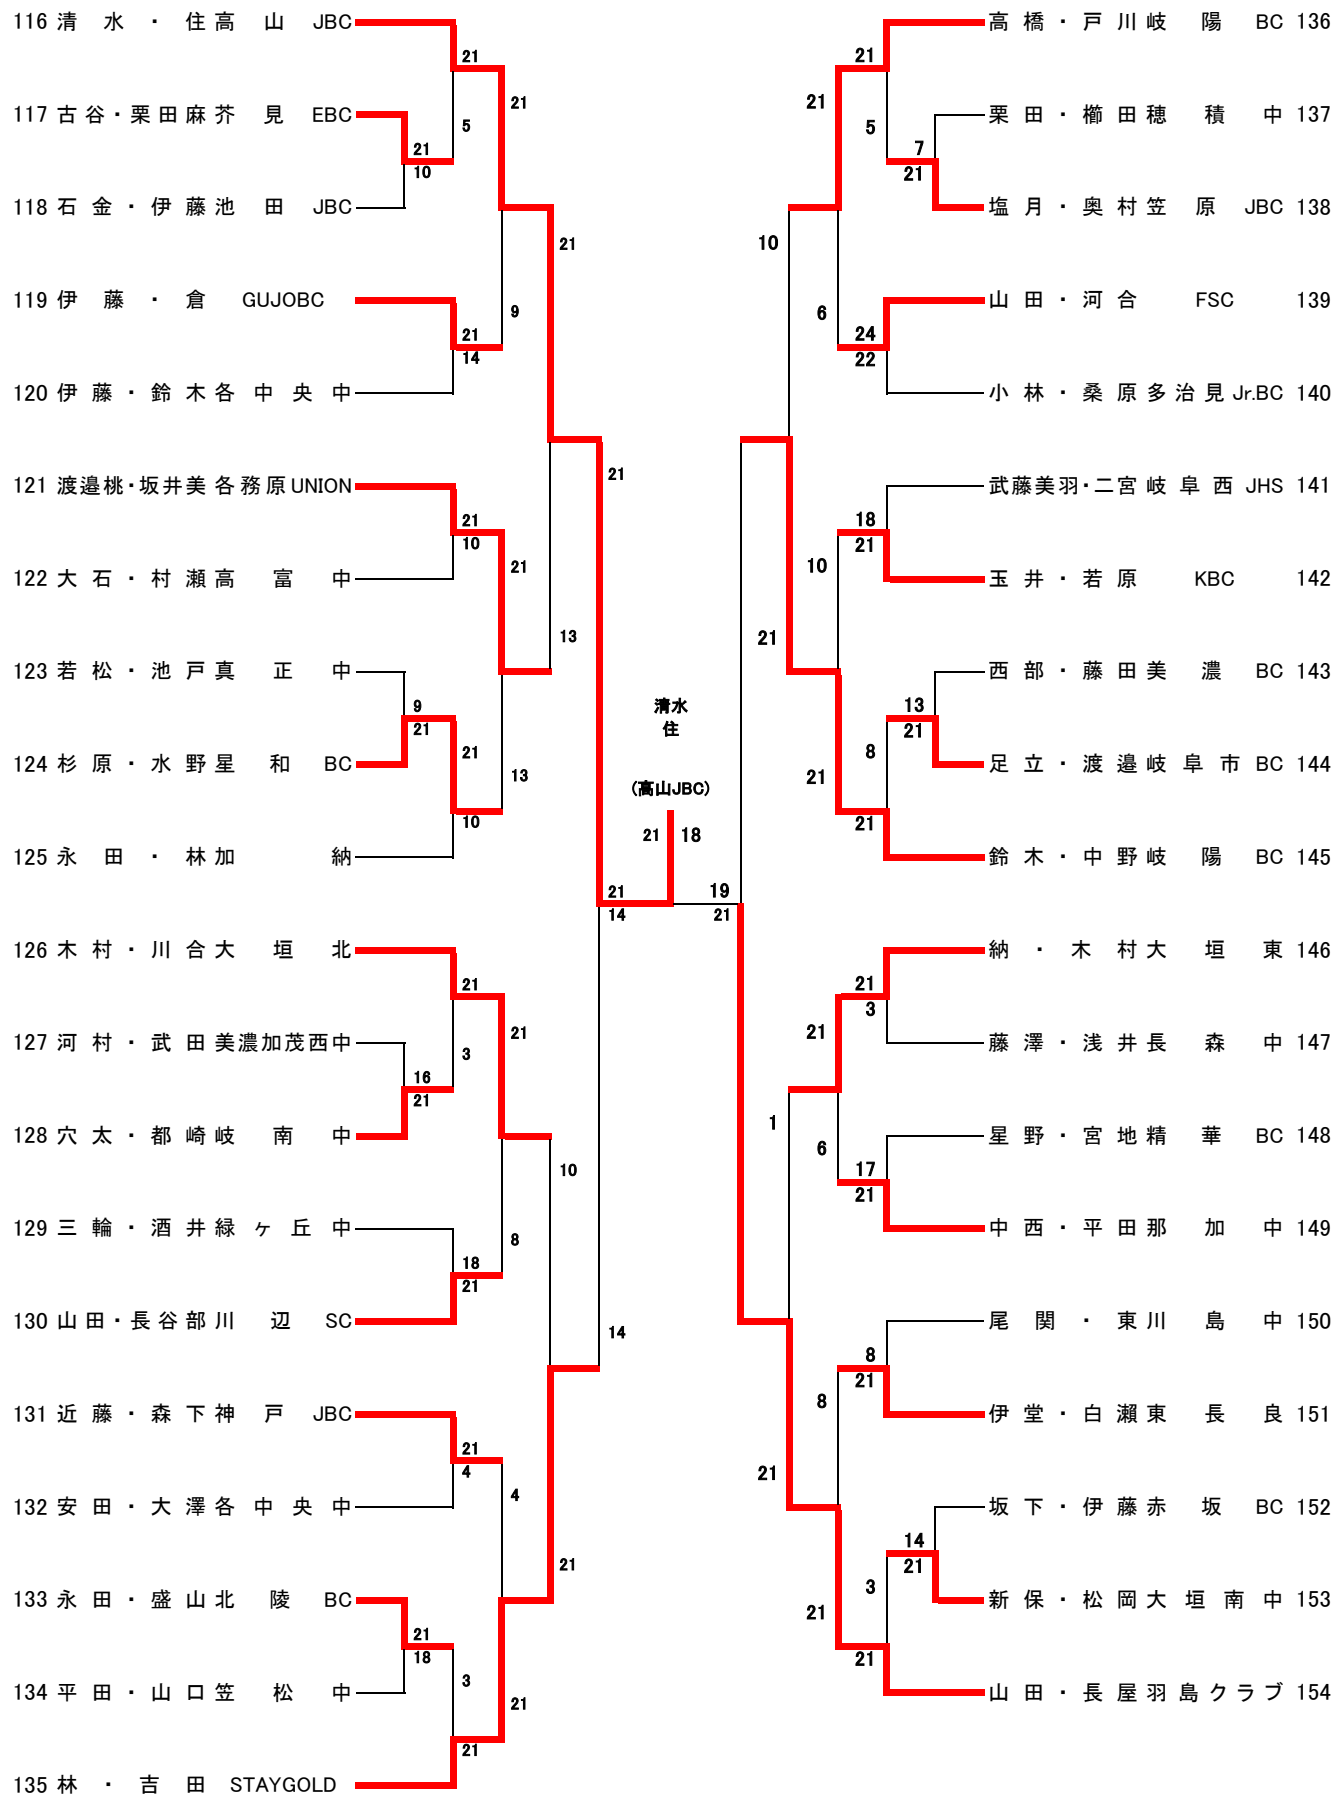 116 清水・住 高山 JBC
21
5
21
117 古谷・栗田麻 芥見 EBC
21
10
118 石金・伊藤 池田 JBC
21
119 伊藤・倉 GUJOBC
9
21
14
120 伊藤・鈴木 各中央中
21
121 渡邉桃・坂井美 各務原UNION
21
10
21
122 大石・村瀬 高富中
13
123 若松・池戸 真正中
9
21
21
13
124 杉原・水野 星和 BC
10
125 永田・林 加納
21
14
126 木村・川合 大垣北
21
21
127 河村・武田 美濃加茂西中
3
16
21
128 穴太・都崎 岐南中
10
129 三輪・酒井 緑ヶ丘中
8
18
21
130 山田・長谷部 川辺 SC
14
131 近藤・森下 神戸 JBC
21
4
4
132 安田・大澤 各中央中
21
133 永田・盛山 北陵 BC
21
18
3
21
134 平田・山口 笠松中
21
135 林・吉田 STAYGOLD
清水
住
(高山JBC)
21 18
19
21
高橋・戸川 岐陽 BC 136
21
21
5
栗田・櫛田 穂積中 137
7
21
塩月・奥村 笠原 JBC 138
10
山田・河合 FSC 139
6
24
22
小林・桑原 多治見Jr.BC 140
武藤美羽・二宮 岐阜西JHS 141
18
21
10
玉井・若原 KBC 142
21
西部・藤田 美濃 BC 143
13
21
8
21
足立・渡邉 岐阜市BC 144
21
鈴木・中野 岐陽 BC 145
納・木村 大垣東 146
21
3
21
藤澤・浅井 長森中 147
1
星野・宮地 精華 BC 148
6
17
21
中西・平田 那加中 149
尾関・東 川島中 150
8
21
8
伊堂・白瀬 東長良 151
21
坂下・伊藤 赤坂 BC 152
14
21
3
21
新保・松岡 大垣南中 153
21
山田・長屋 羽島クラブ 154